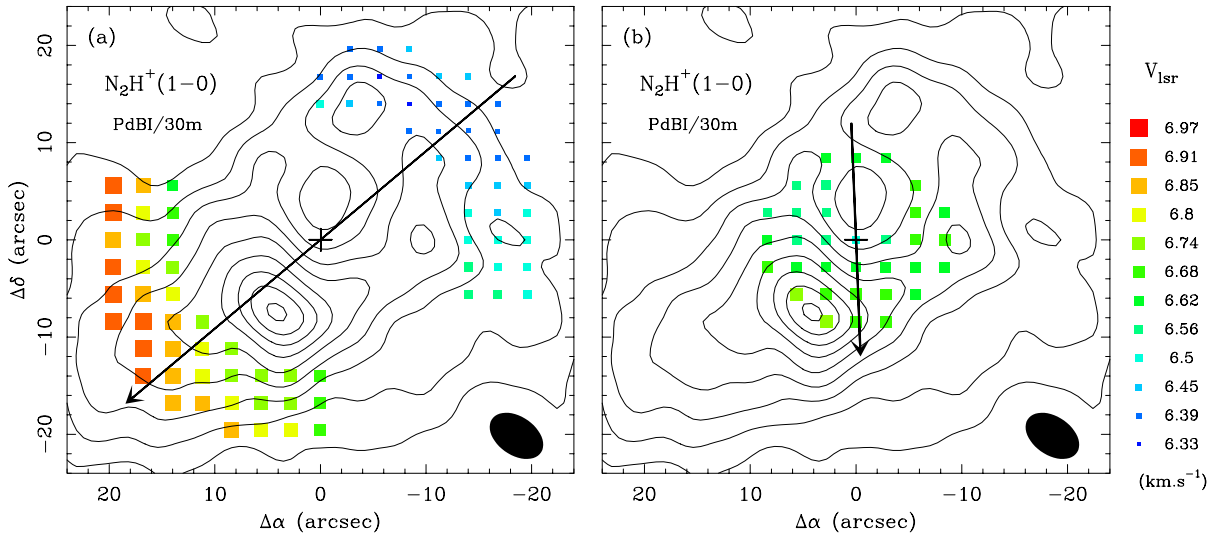 (a)
N₂H⁺(1−0)
PdBI/30m
20
10
0
−10
−20
Δδ (arcsec)
20
10
0
−10
−20
Δα (arcsec)
(b)
N₂H⁺(1−0)
PdBI/30m
20
10
0
−10
−20
Δα (arcsec)
V_lsr
6.97
6.91
6.85
6.8
6.74
6.68
6.62
6.56
6.5
6.45
6.39
6.33
(km.s⁻¹)